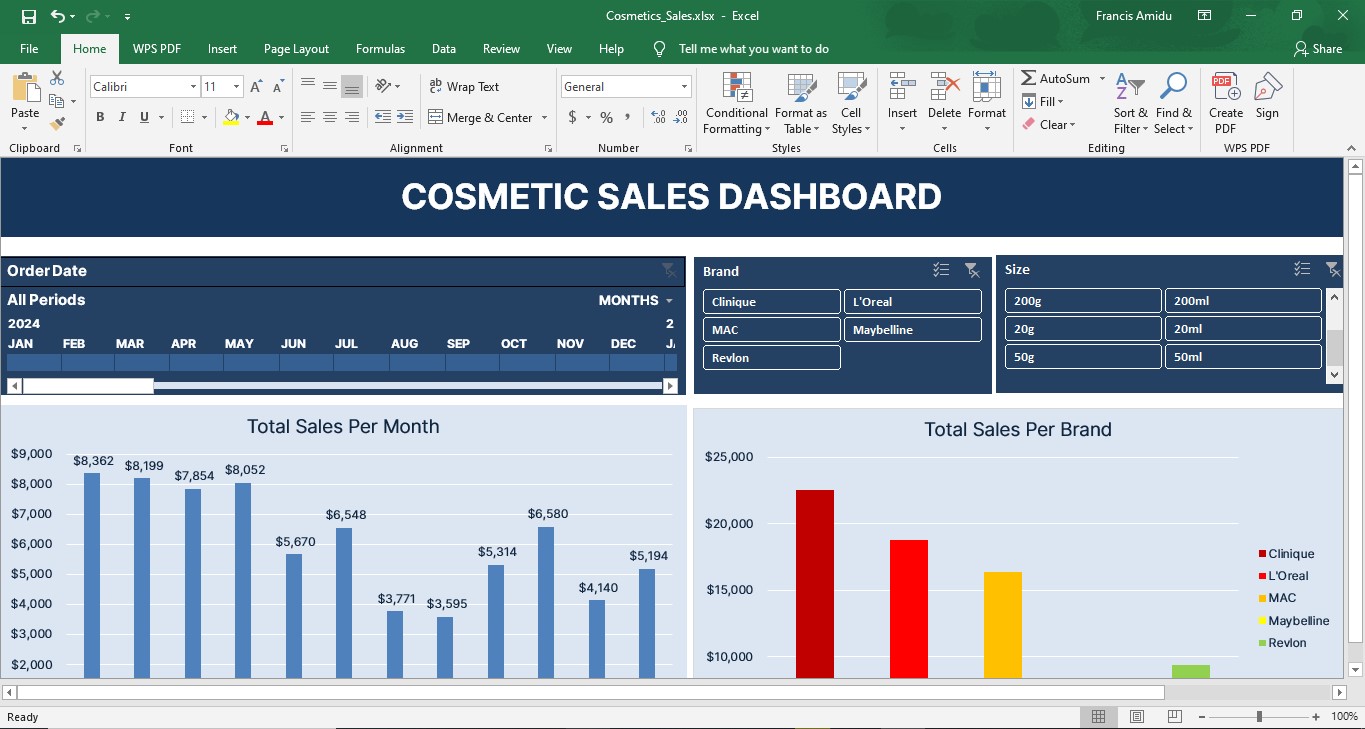 Cosmetics_Sales.xlsx - Excel
Francis Amidu
File Home WPS PDF Insert Page Layout Formulas Data Review View Help Tell me what you want to do Share
Paste
Calibri 11
B I U A A A
ab Wrap Text
Merge & Center
General
$ % ,
Conditional Formatting
Format as Table
Cell Styles
Insert Delete Format
AutoSum
Fill
Clear
Sort & Filter
Find & Select
Create PDF
Sign
Clipboard Font Alignment Number Styles Cells Editing WPS PDF
COSMETIC SALES DASHBOARD
Order Date
All Periods MONTHS
2024 2
JAN FEB MAR APR MAY JUN JUL AUG SEP OCT NOV DEC
Brand
Clinique L'Oreal
MAC Maybelline
Revlon
Size
200g 200ml
20g 20ml
50g 50ml
Total Sales Per Month
$9,000
$8,000
$7,000
$6,000
$5,000
$4,000
$3,000
$2,000
$8,362 $8,199 $7,854 $8,052 $5,670 $6,548 $3,771 $3,595 $5,314 $6,580 $4,140 $5,194
Total Sales Per Brand
$25,000
$20,000
$15,000
$10,000
Clinique
L'Oreal
MAC
Maybelline
Revlon
Ready
100%